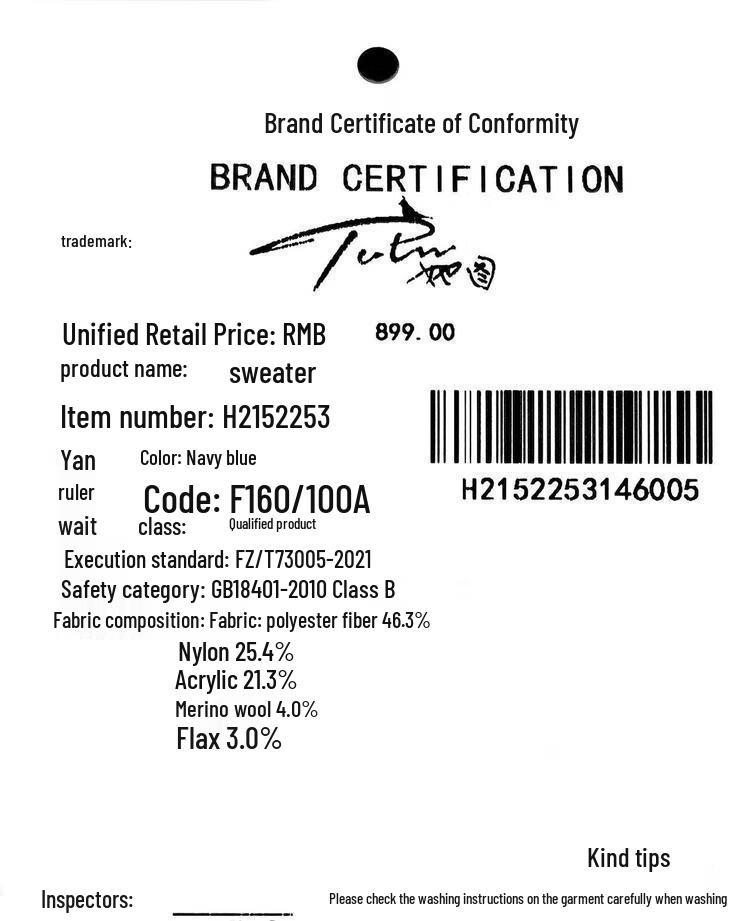 Brand Certificate of Conformity
BRAND CERTIFICATION
trademark:
Unified Retail Price: RMB 899.00
product name: sweater
Item number: H2152253
Yan Color: Navy blue
H2152253146005
ruler Code: F160/100A
wait class: Qualified product
Execution standard: FZ/T73005-2021
Safety category: GB18401-2010 Class B
Fabric composition: Fabric: polyester fiber 46.3%
Nylon 25.4%
Acrylic 21.3%
Merino wool 4.0%
Flax 3.0%
Kind tips
Inspectors:
Please check the washing instructions on the garment carefully when washing